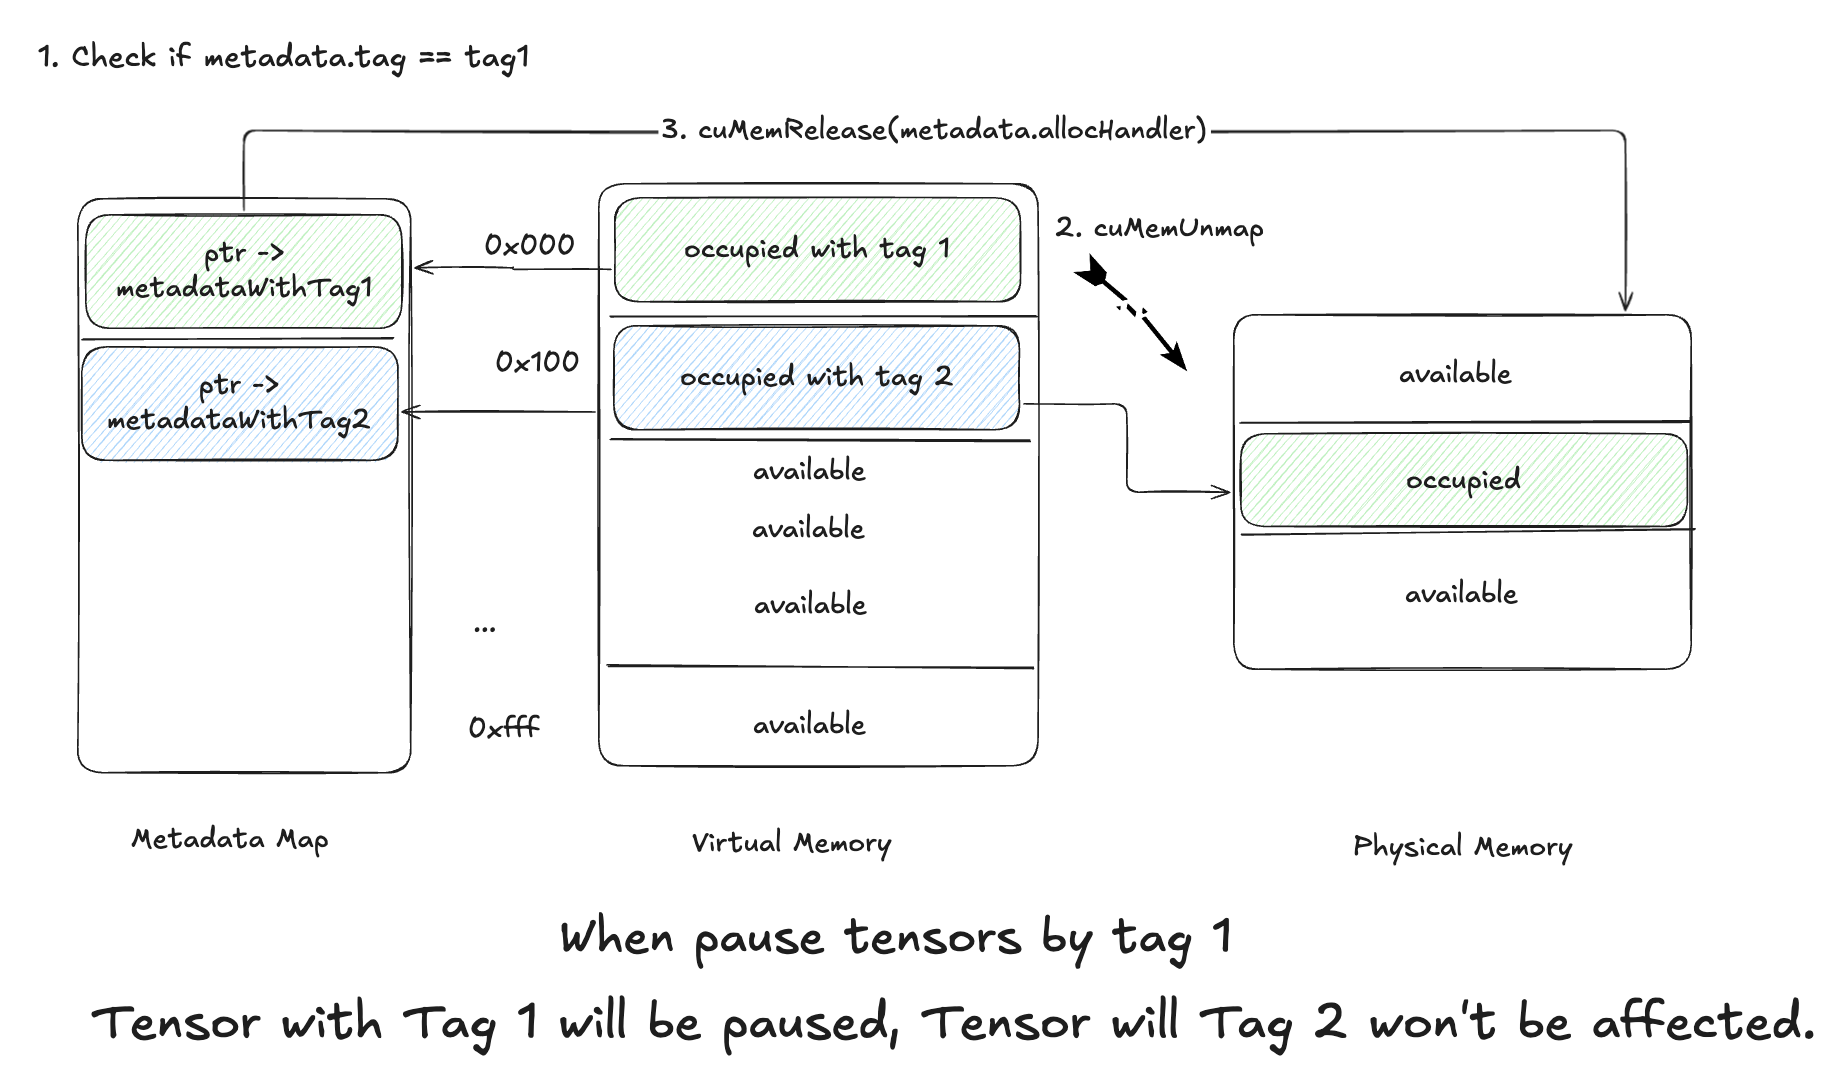 1. Check if metadata.tag == tag1
3. cuMemRelease(metadata.allocHandler)
ptr ->
metadataWithTag1
0x000
occupied with tag 1
2. cuMemUnmap
ptr ->
metadataWithTag2
0x100
occupied with tag 2
available
available
available
...
0xfff
available
available
occupied
available
Metadata Map
Virtual Memory
Physical Memory
When pause tensors by tag 1
Tensor with Tag 1 will be paused, Tensor will Tag 2 won't be affected.